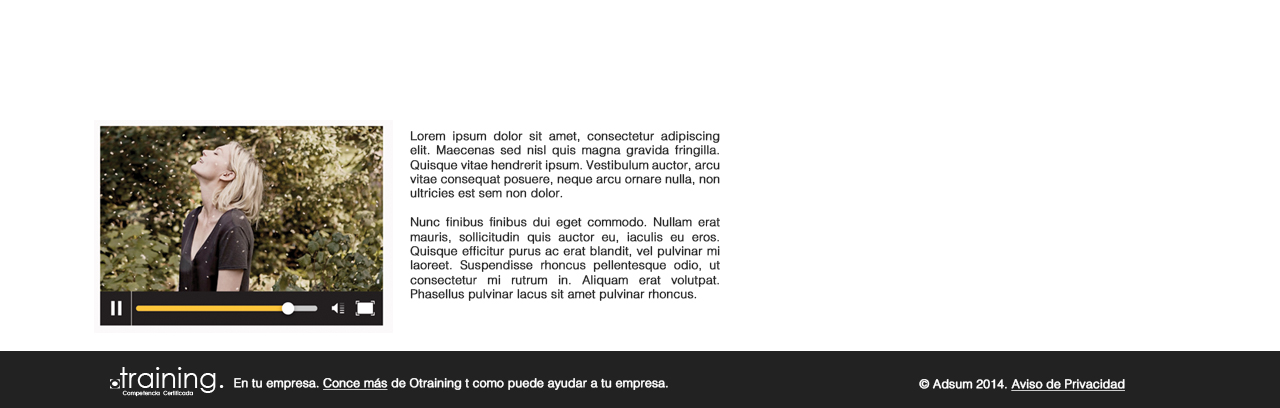 Lorem ipsum dolor sit amet, consectetur adipiscing
elit. Maecenas sed nisl quis magna gravida fringilla.
Quisque vitae hendrerit ipsum. Vestibulum auctor, arcu
vitae consequat posuere, neque arcu ornare nulla, non
ultricies est sem non dolor.
Nunc finibus finibus dui eget commodo. Nullam erat
mauris, sollicitudin quis auctor eu, iaculis eu eros.
Quisque efficitur purus ac erat blandit, vel pulvinar mi
laoreet. Suspendisse rhoncus pellentesque odio, ut
consectetur mi rutrum in. Aliquam erat volutpat.
Phasellus pulvinar lacus sit amet pulvinar rhoncus.
otraining.
Competencia Certificada
En tu empresa. Conce más de Otraining t como puede ayudar a tu empresa.
© Adsum 2014. Aviso de Privacidad